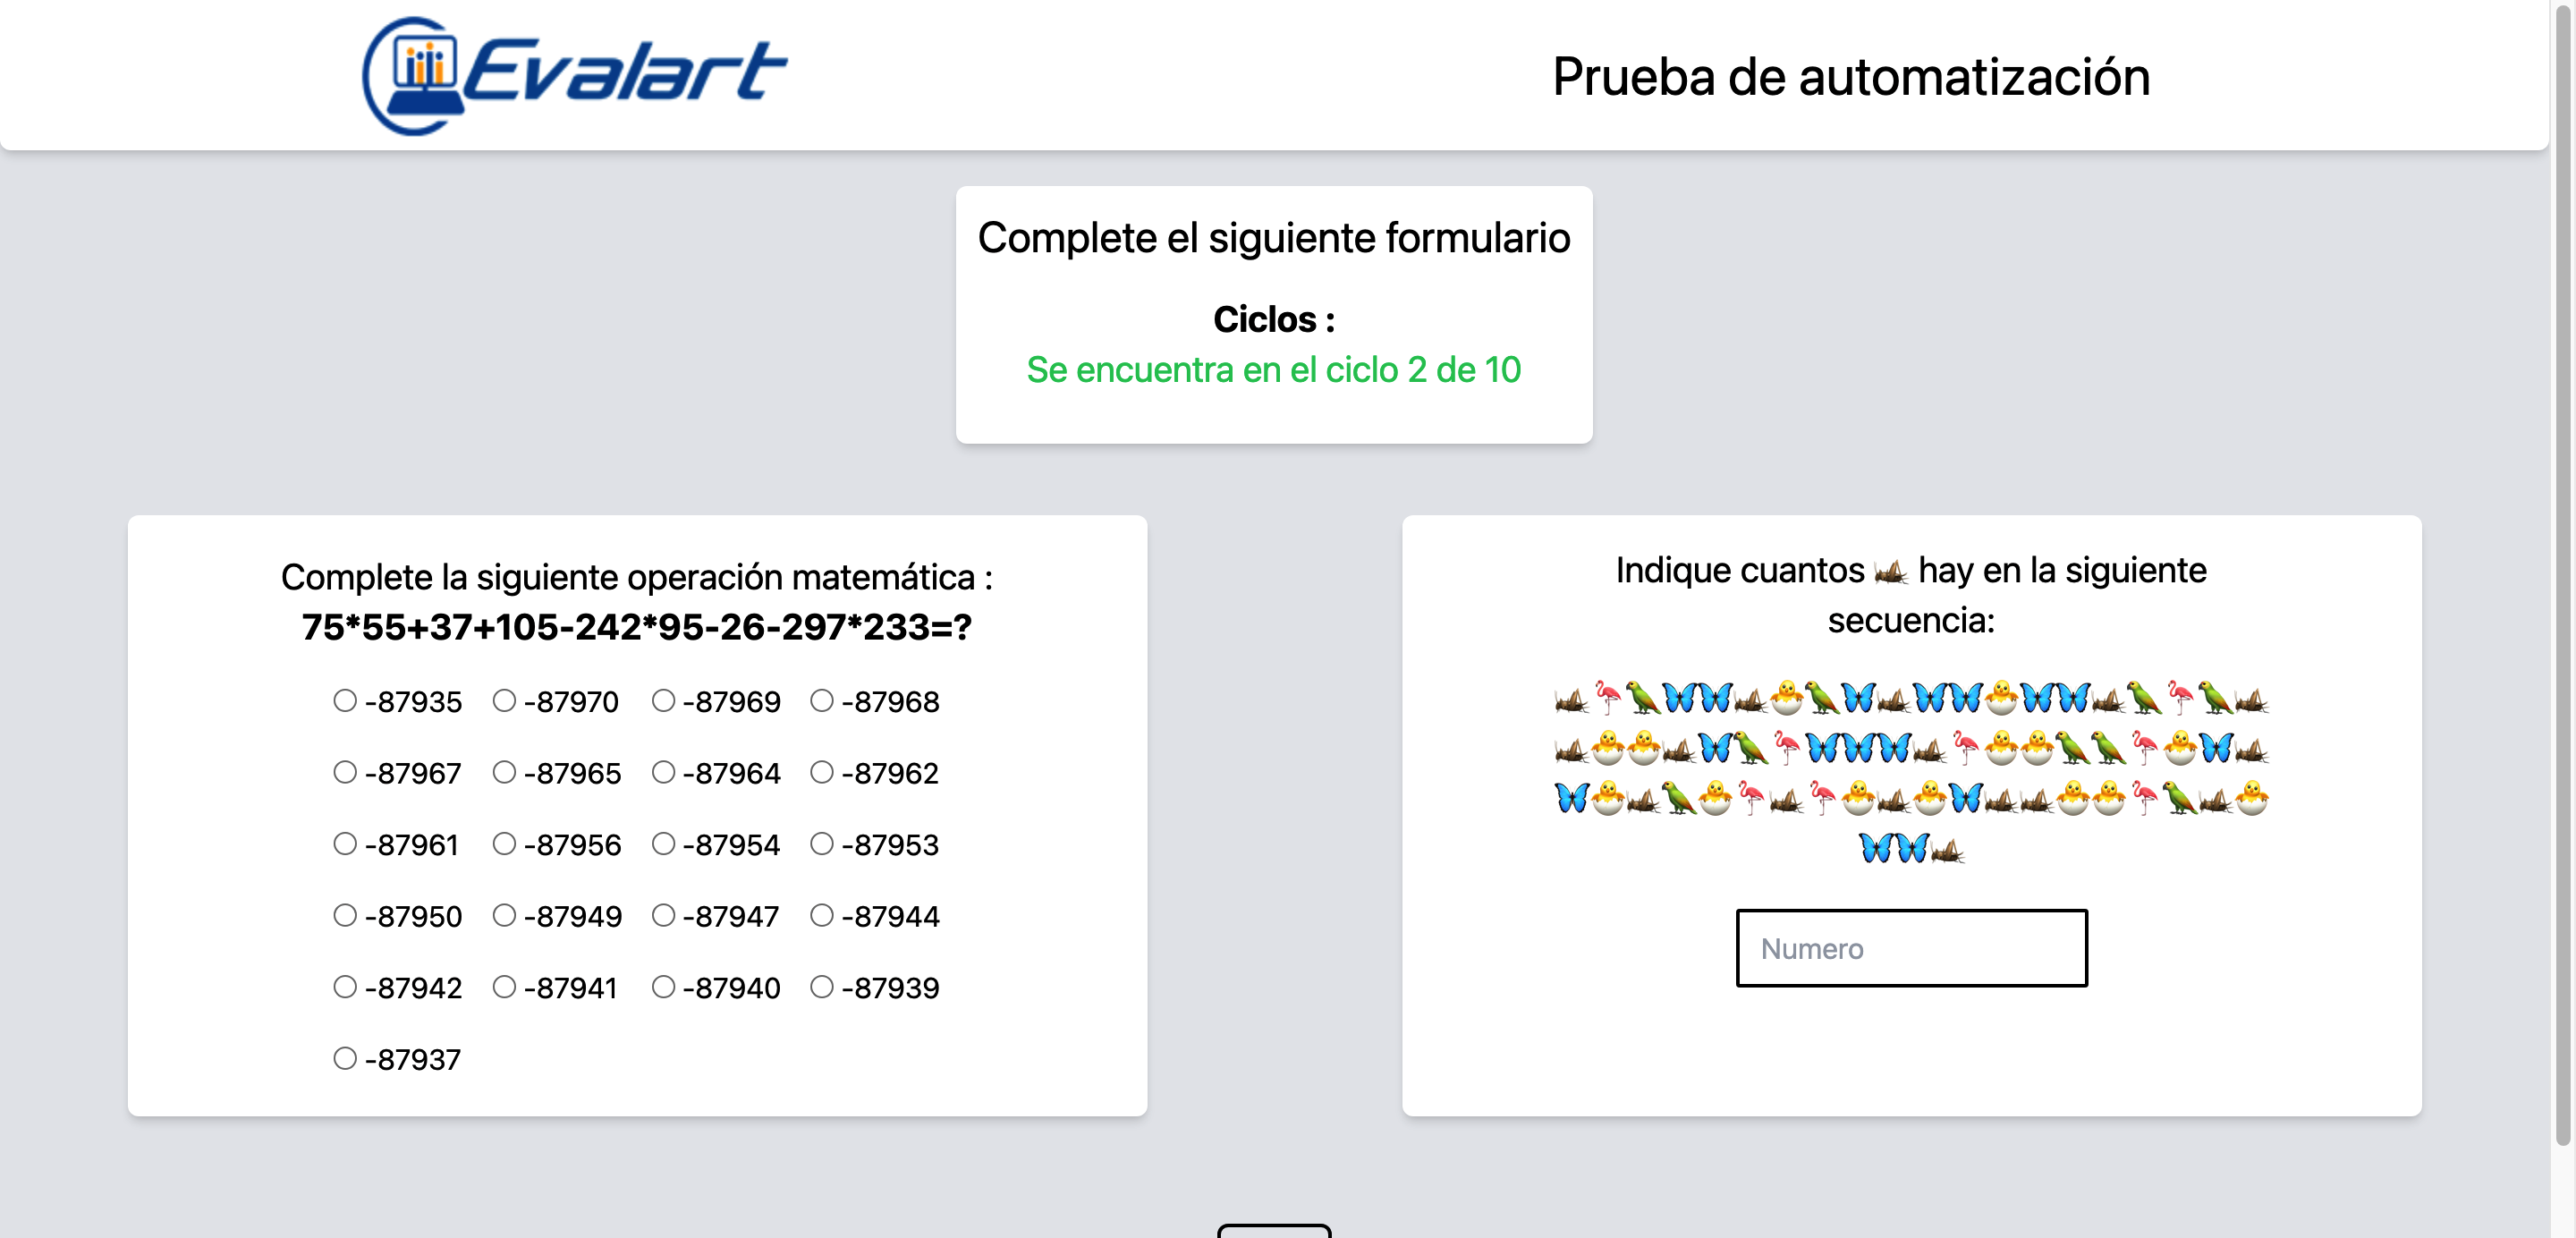 Evalart
Prueba de automatización
Complete el siguiente formulario
Ciclos :
Se encuentra en el ciclo 2 de 10
Complete la siguiente operación matemática :
75*55+37+105-242*95-26-297*233=?
-87935 -87970 -87969 -87968
-87967 -87965 -87964 -87962
-87961 -87956 -87954 -87953
-87950 -87949 -87947 -87944
-87942 -87941 -87940 -87939
-87937
Indique cuantos 🦗 hay en la siguiente
secuencia:
🦗🦩🦜🦋🦋🦗🐣🦜🦋🦗🦋🦋🐣🦋🦋🦗🦜🦩🦜🦗
🦗🐣🐣🦗🦋🦜🦩🦋🦋🦋🦗🦩🐣🐣🦜🦜🦩🐣🦋🦗
🦋🐣🦗🦜🐣🦩🦗🦩🐣🦗🐣🦋🦗🦗🐣🐣🦩🦜🦗🐣
🦋🦋🦗
Numero